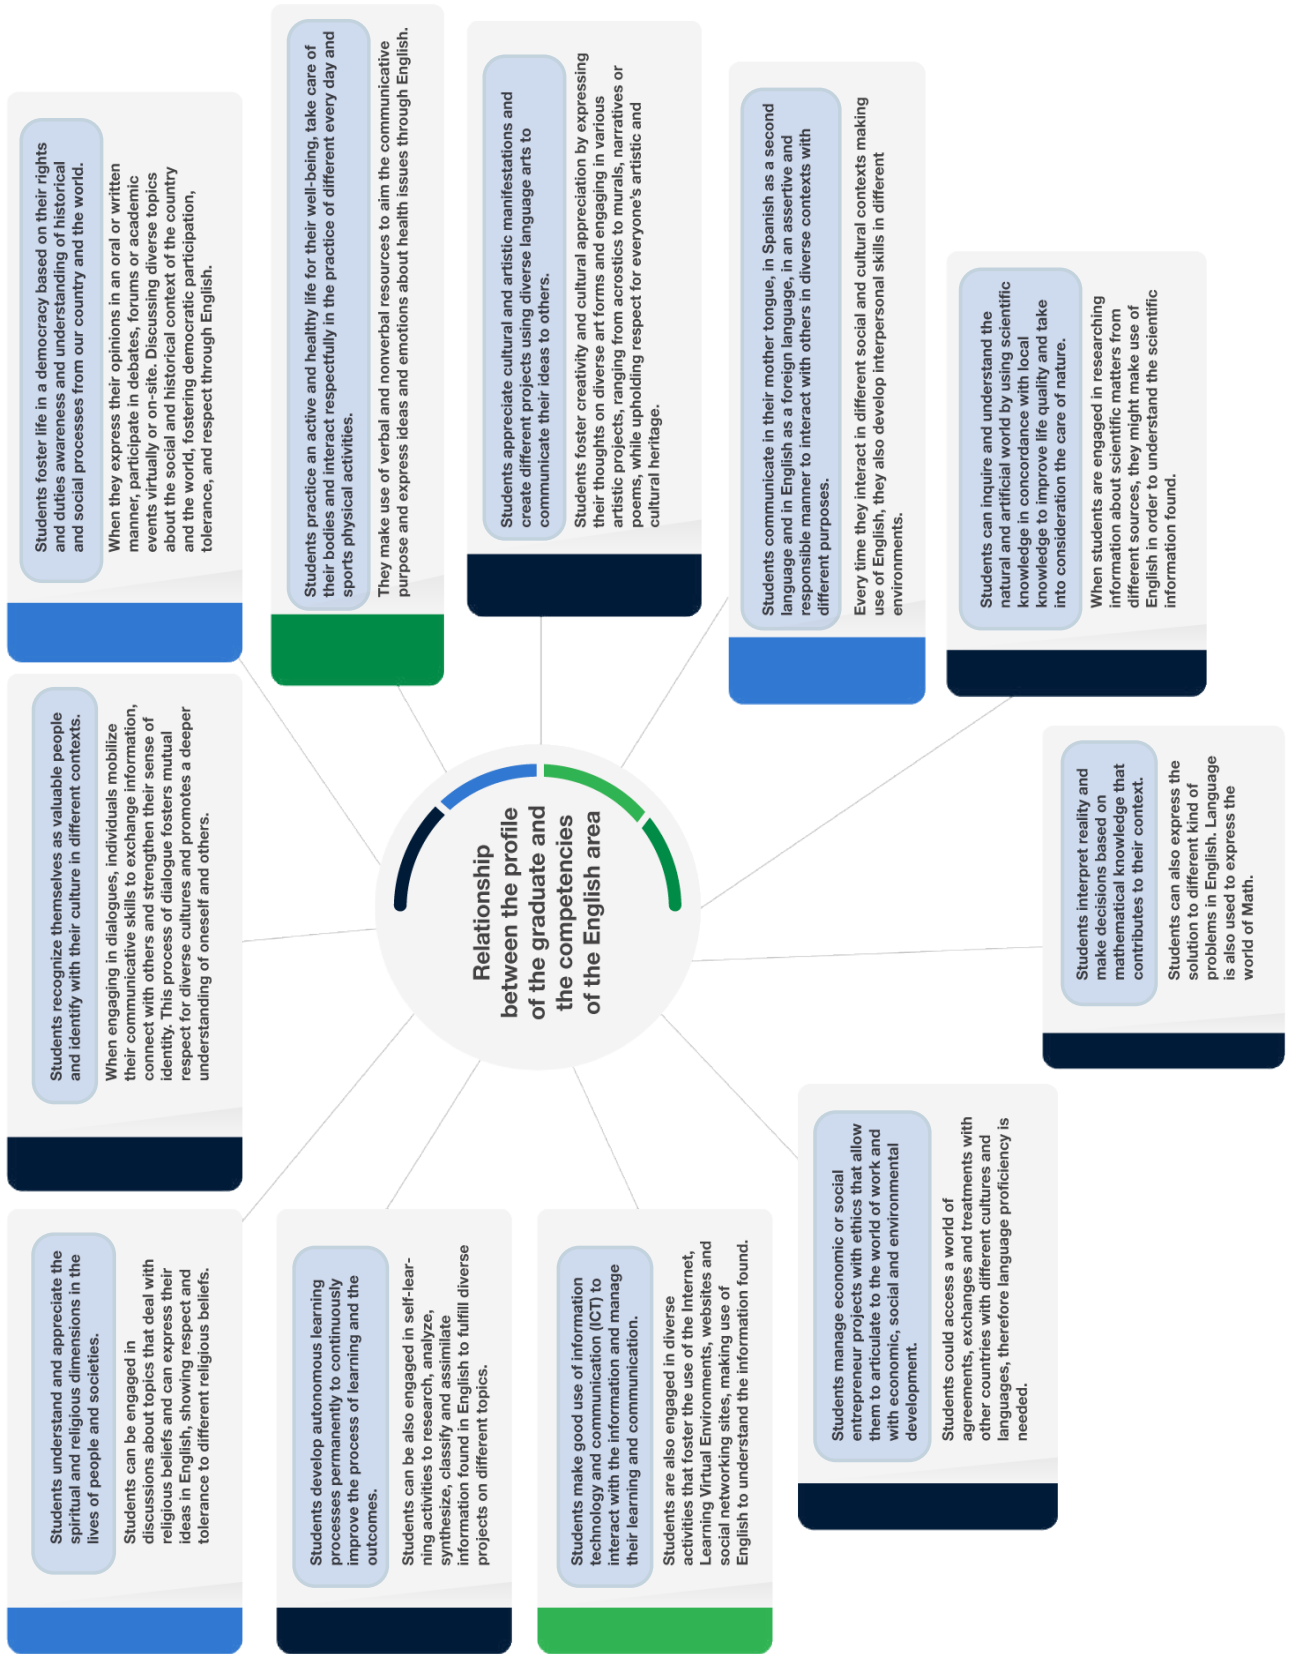 Relationship
between the profile
of the graduate and
the competencies
of the English area
Students understand and appreciate the
spiritual and religious dimensions in the
lives of people and societies.
Students can be engaged in
discussions about topics that deal with
religious beliefs and can express their
ideas in English, showing respect and
tolerance to different religious beliefs.
Students recognize themselves as valuable people
and identify with their culture in different contexts.
When engaging in dialogues, individuals mobilize
their communicative skills to exchange information,
connect with others and strengthen their sense of
identity. This process of dialogue fosters mutual
respect for diverse cultures and promotes a deeper
understanding of oneself and others.
Students foster life in a democracy based on their rights
and duties awareness and understanding of historical
and social processes from our country and the world.
When they express their opinions in an oral or written
manner, participate in debates, forums or academic
events virtually or on-site. Discussing diverse topics
about the social and historical context of the country
and the world, fostering democratic participation,
tolerance, and respect through English.
Students practice an active and healthy life for their well-being, take care of
their bodies and interact respectfully in the practice of different every day and
sports physical activities.
They make use of verbal and nonverbal resources to aim the communicative
purpose and express ideas and emotions about health issues through English.
Students appreciate cultural and artistic manifestations and
create different projects using diverse language arts to
communicate their ideas to others.
Students foster creativity and cultural appreciation by expressing
their thoughts on diverse art forms and engaging in various
artistic projects, ranging from acrostics to murals, narratives or
poems, while upholding respect for everyone's artistic and
cultural heritage.
Students communicate in their mother tongue, in Spanish as a second
language and in English as a foreign language, in an assertive and
responsible manner to interact with others in diverse contexts with
different purposes.
Every time they interact in different social and cultural contexts making
use of English, they also develop interpersonal skills in different
environments.
Students can inquire and understand the
natural and artificial world by using scientific
knowledge in concordance with local
knowledge to improve life quality and take
into consideration the care of nature.
When students are engaged in researching
information about scientific matters from
different sources, they might make use of
English in order to understand the scientific
information found.
Students interpret reality and
make decisions based on
mathematical knowledge that
contributes to their context.
Students can also express the
solution to different kind of
problems in English. Language
is also used to express the
world of Math.
Students manage economic or social
entrepreneur projects with ethics that allow
them to articulate to the world of work and
with economic, social and environmental
development.
Students could access a world of
agreements, exchanges and treatments with
other countries with different cultures and
languages, therefore language proficiency is
needed.
Students make good use of information
technology and communication (ICT) to
interact with the information and manage
their learning and communication.
Students are also engaged in diverse
activities that foster the use of the Internet,
Learning Virtual Environments, websites and
social networking sites, making use of
English to understand the information found.
Students develop autonomous learning
processes permanently to continuously
improve the process of learning and the
outcomes.
Students can be also engaged in self-lear-
ning activities to research, analyze,
synthesize, classify and assimilate
information found in English to fulfill diverse
projects on different topics.